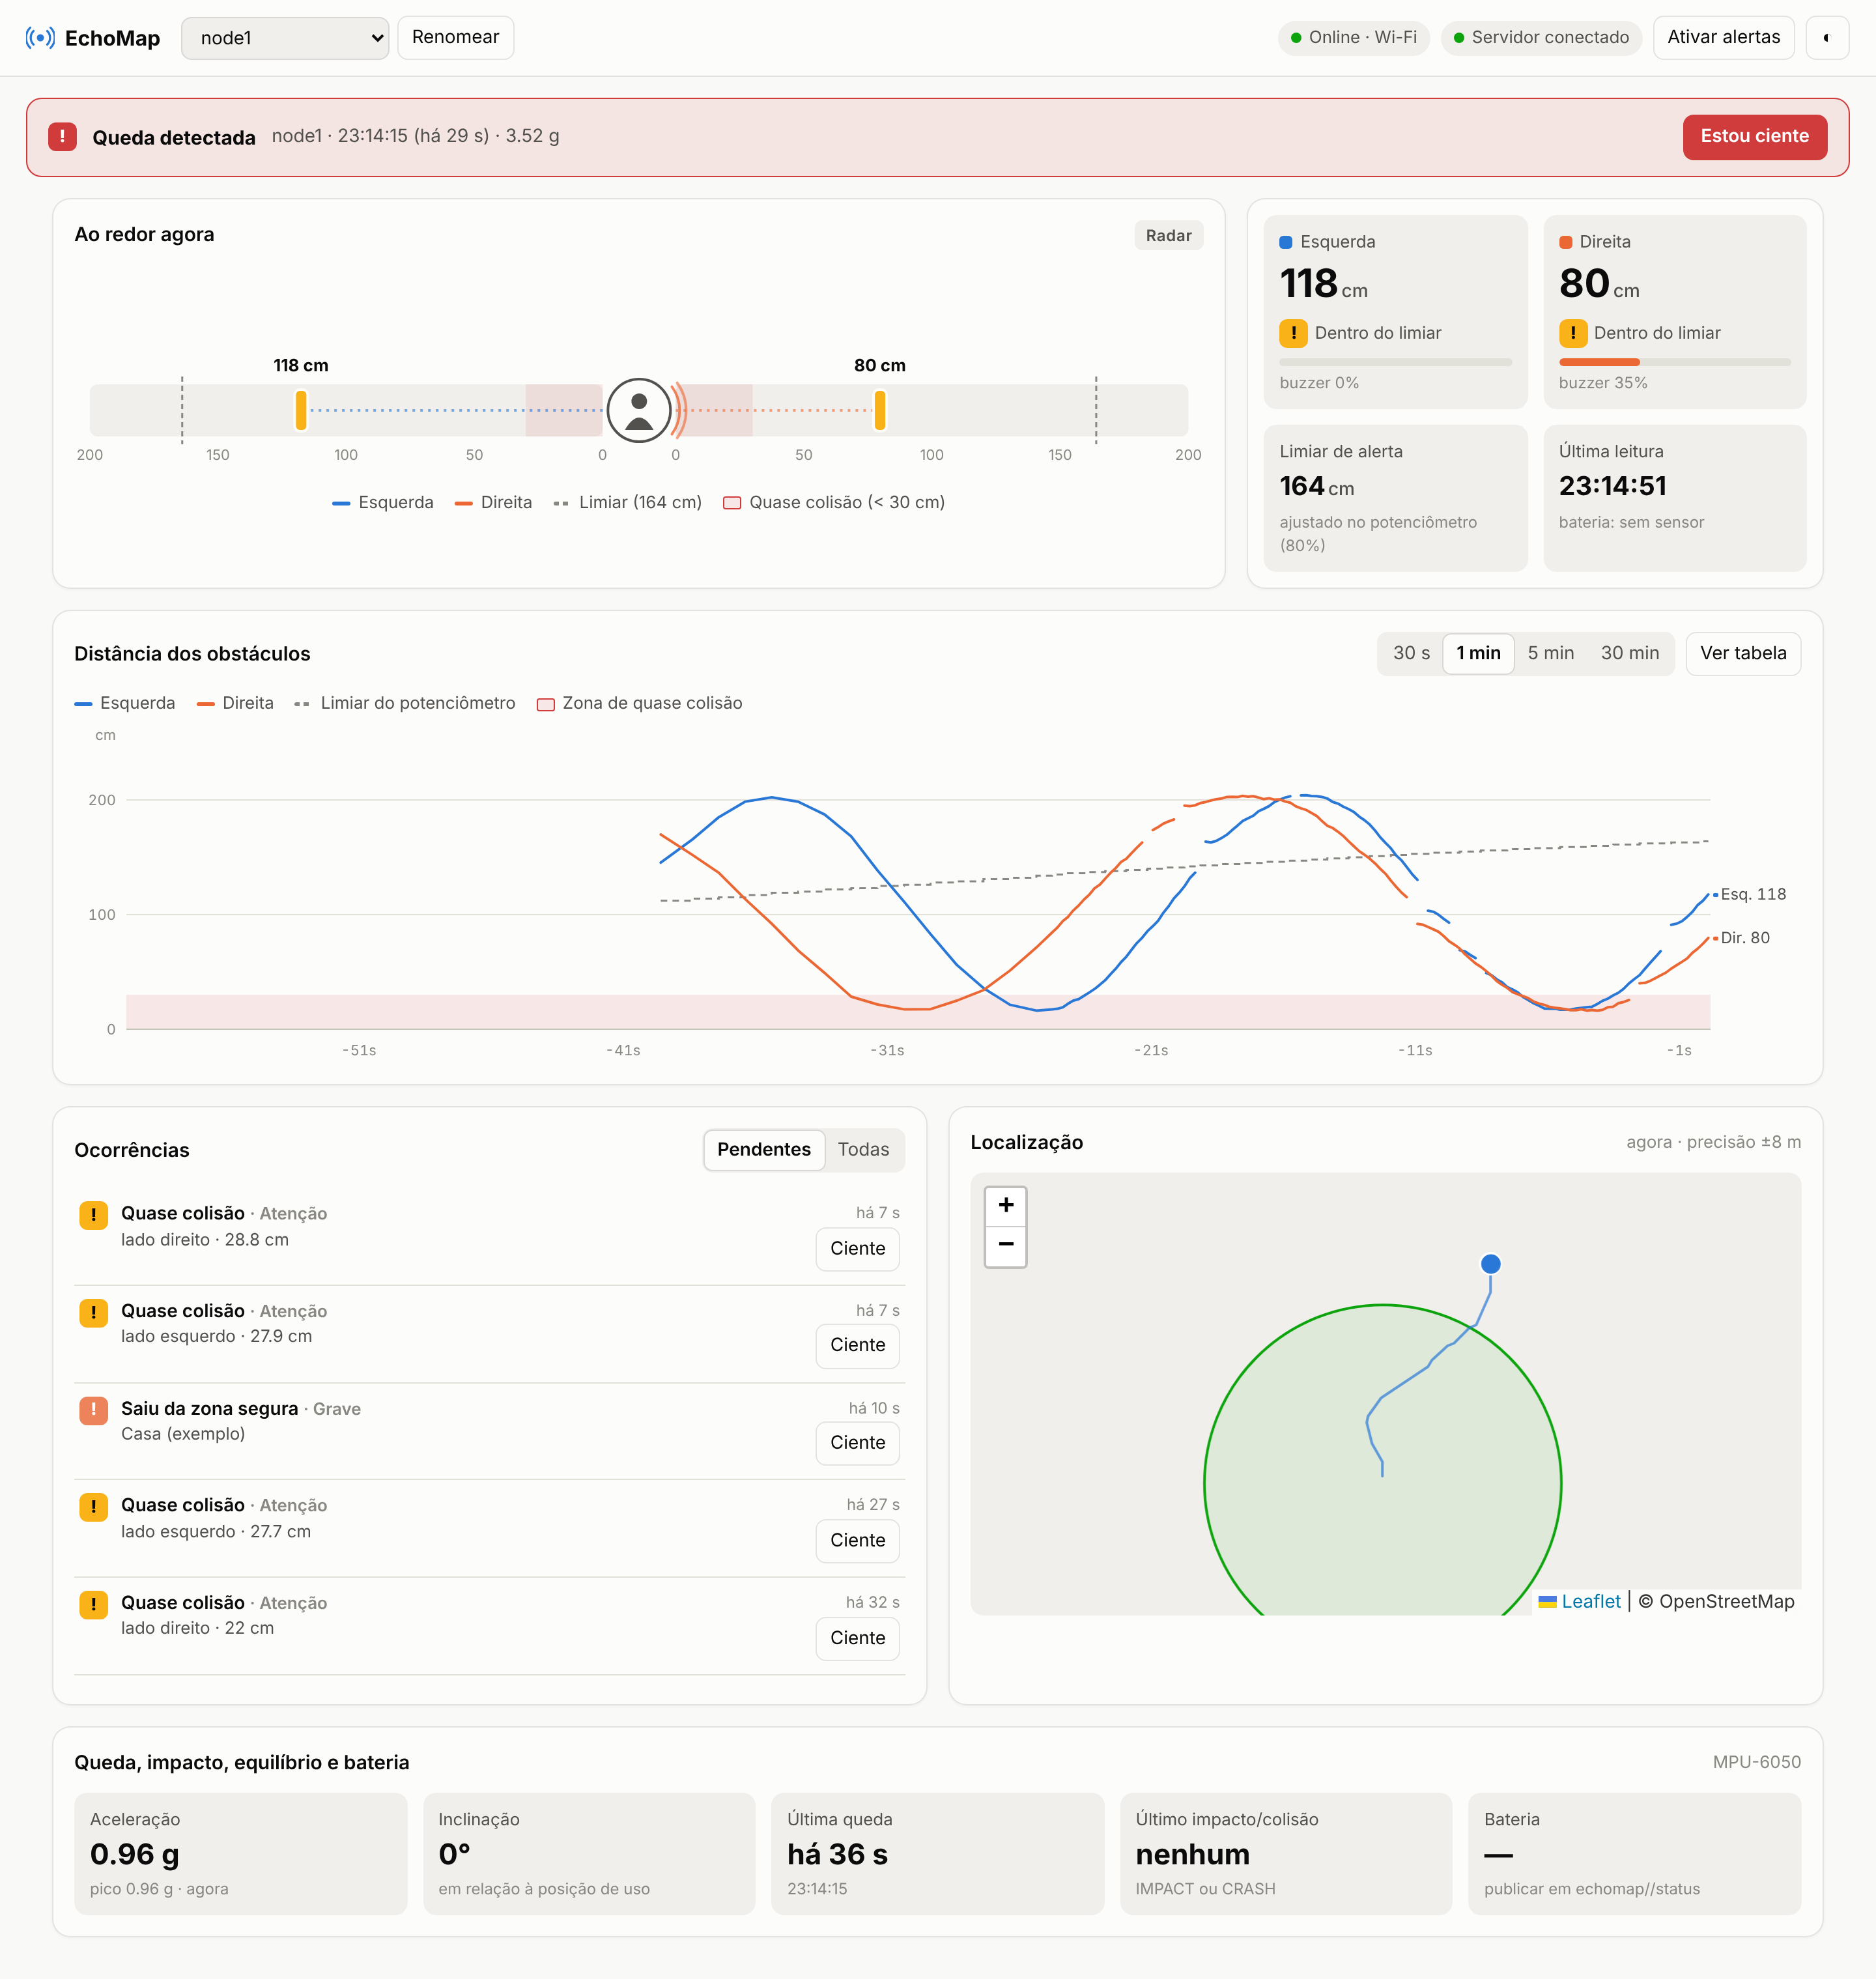 EchoMap
node1
Renomear
Online · Wi-Fi
Servidor conectado
Ativar alertas
! Queda detectada node1 · 23:14:15 (há 29 s) · 3.52 g
Estou ciente
Ao redor agora
Radar
118 cm
80 cm
200 150 100 50 0 0 50 100 150 200
Esquerda Direita Limiar (164 cm) Quase colisão (< 30 cm)
Esquerda
118 cm
! Dentro do limiar
buzzer 0%
Direita
80 cm
! Dentro do limiar
buzzer 35%
Limiar de alerta
164 cm
ajustado no potenciômetro
(80%)
Última leitura
23:14:51
bateria: sem sensor
Distância dos obstáculos
30 s 1 min 5 min 30 min
Ver tabela
Esquerda Direita Limiar do potenciômetro Zona de quase colisão
cm
200
100
0
Esq. 118
Dir. 80
-51s -41s -31s -21s -11s -1s
Ocorrências
Pendentes Todas
! Quase colisão · Atenção
há 7 s
lado direito · 28.8 cm
Ciente
! Quase colisão · Atenção
há 7 s
lado esquerdo · 27.9 cm
Ciente
! Saiu da zona segura · Grave
há 10 s
Casa (exemplo)
Ciente
! Quase colisão · Atenção
há 27 s
lado esquerdo · 27.7 cm
Ciente
! Quase colisão · Atenção
há 32 s
lado direito · 22 cm
Ciente
Localização
agora · precisão ±8 m
+
−
Leaflet | © OpenStreetMap
Queda, impacto, equilíbrio e bateria
MPU-6050
Aceleração
0.96 g
pico 0.96 g · agora
Inclinação
0°
em relação à posição de uso
Última queda
há 36 s
23:14:15
Último impacto/colisão
nenhum
IMPACT ou CRASH
Bateria
—
publicar em echomap//status